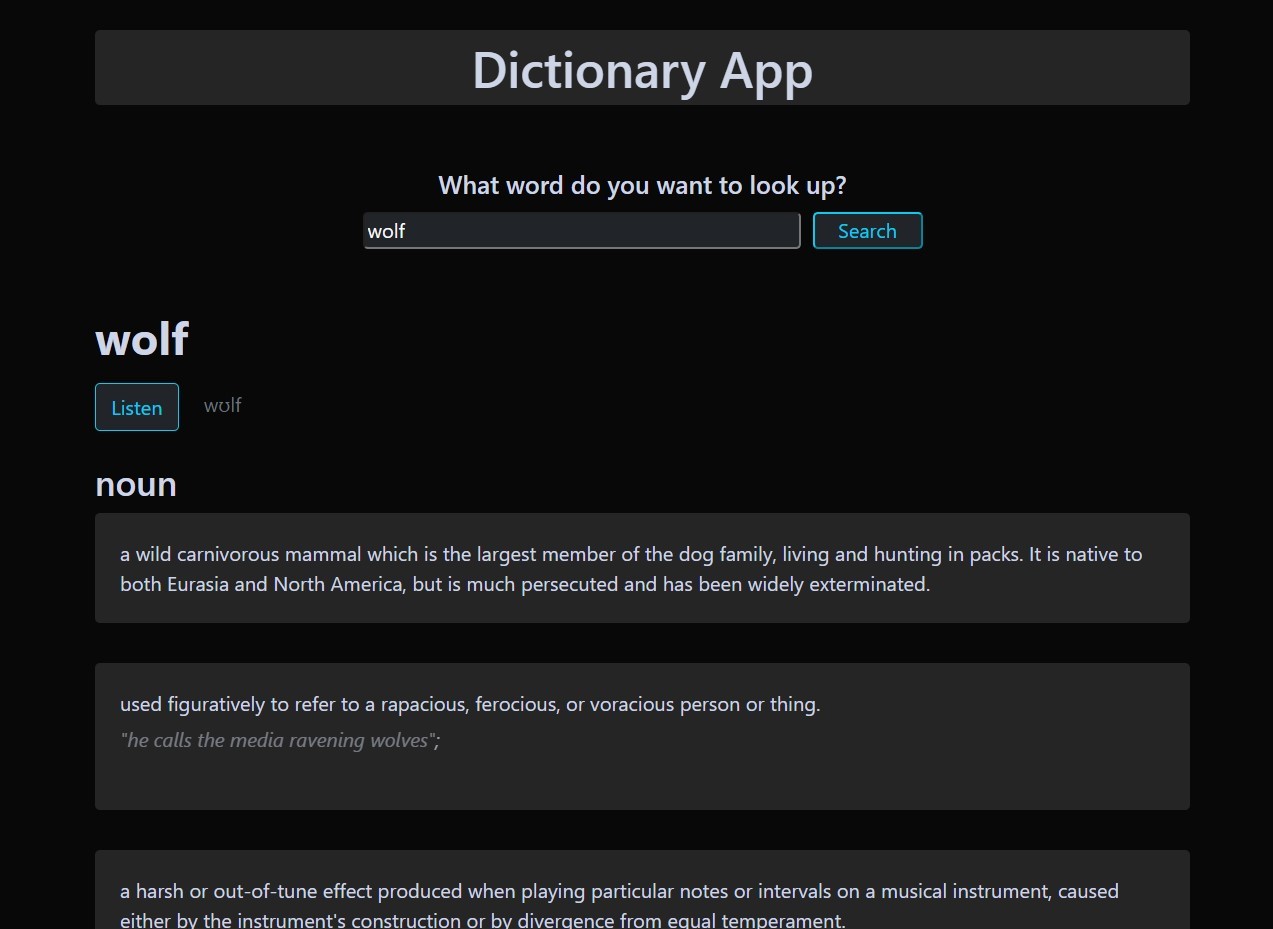 Dictionary App
What word do you want to look up?
wolf
Search
wolf
Listen
wʊlf
noun
a wild carnivorous mammal which is the largest member of the dog family, living and hunting in packs. It is native to
both Eurasia and North America, but is much persecuted and has been widely exterminated.
used figuratively to refer to a rapacious, ferocious, or voracious person or thing.
"he calls the media ravening wolves";
a harsh or out-of-tune effect produced when playing particular notes or intervals on a musical instrument, caused
either by the instrument's construction or by divergence from equal temperament.